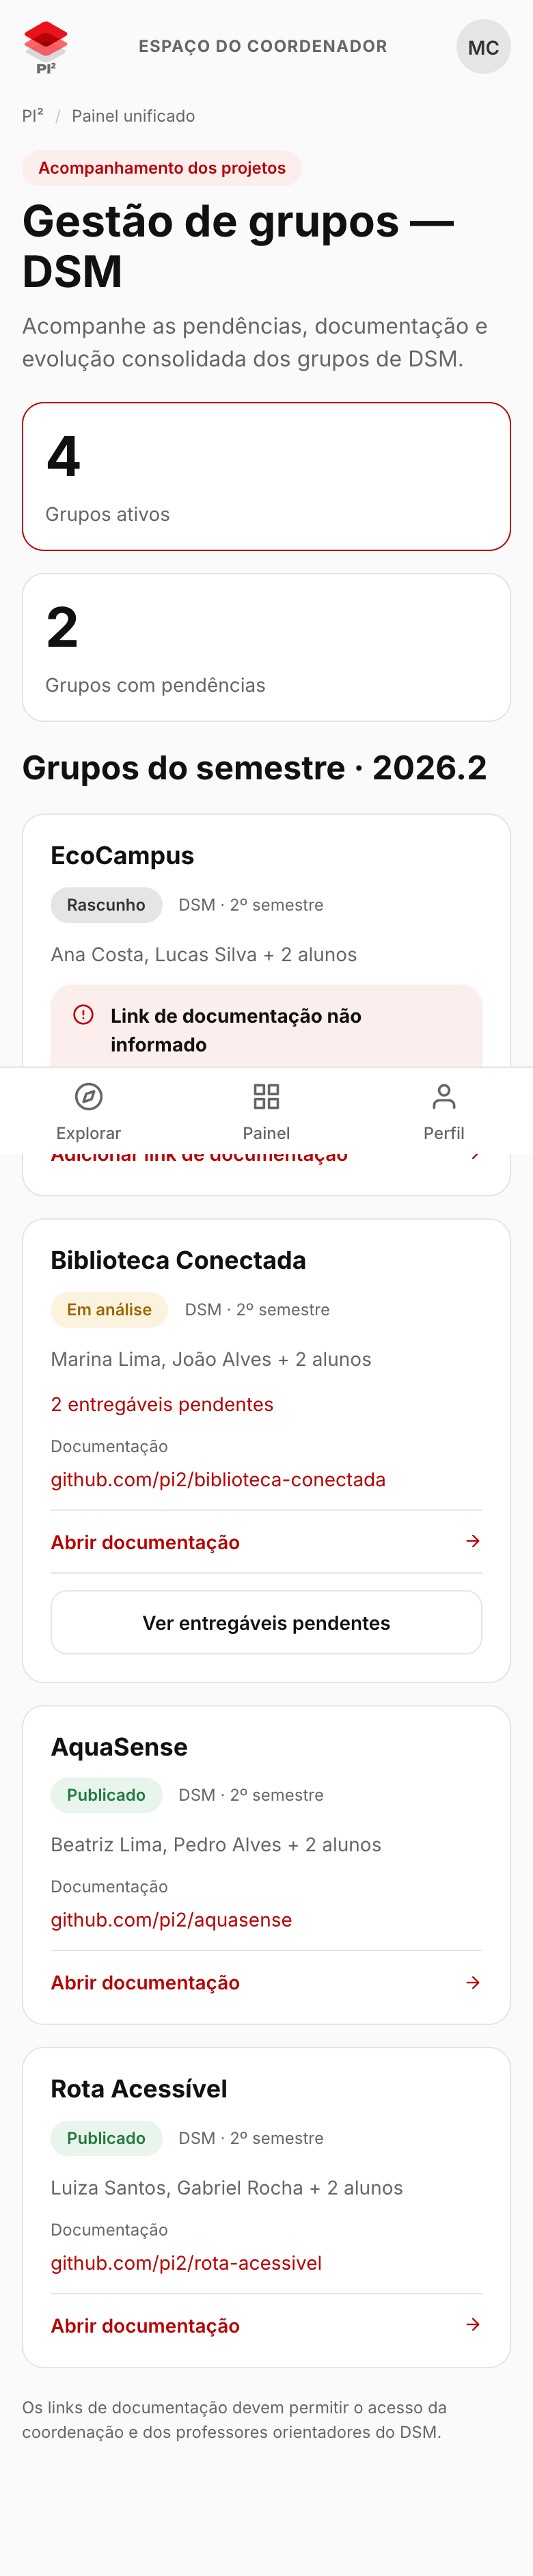 PI²
ESPAÇO DO COORDENADOR
MC
PI² / Painel unificado
Acompanhamento dos projetos
Gestão de grupos —
DSM
Acompanhe as pendências, documentação e
evolução consolidada dos grupos de DSM.
4
Grupos ativos
2
Grupos com pendências
Grupos do semestre · 2026.2
EcoCampus
Rascunho DSM · 2º semestre
Ana Costa, Lucas Silva + 2 alunos
Link de documentação não
informado
Explorar Painel Perfil
Adicionar link de documentação
Biblioteca Conectada
Em análise DSM · 2º semestre
Marina Lima, João Alves + 2 alunos
2 entregáveis pendentes
Documentação
github.com/pi2/biblioteca-conectada
Abrir documentação →
Ver entregáveis pendentes
AquaSense
Publicado DSM · 2º semestre
Beatriz Lima, Pedro Alves + 2 alunos
Documentação
github.com/pi2/aquasense
Abrir documentação →
Rota Acessível
Publicado DSM · 2º semestre
Luiza Santos, Gabriel Rocha + 2 alunos
Documentação
github.com/pi2/rota-acessivel
Abrir documentação →
Os links de documentação devem permitir o acesso da
coordenação e dos professores orientadores do DSM.